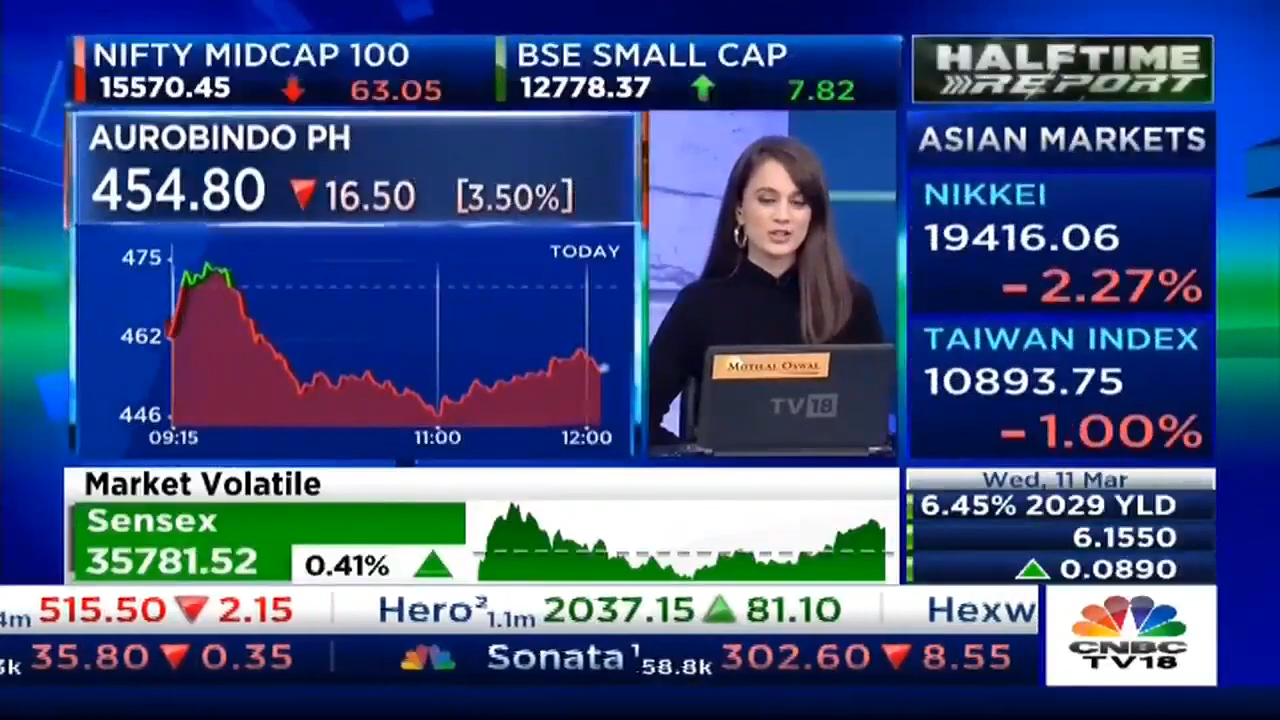 NIFTY MIDCAP 100
15570.45 63.05
BSE SMALL CAP
12778.37 7.82
HALFTIME
REPORT
AUROBINDO PH
454.80 16.50 [3.50%]
TODAY
475
462
446
09:15 11:00 12:00
MOTILAL OSWAL
TV18
ASIAN MARKETS
NIKKEI
19416.06
- 2.27%
TAIWAN INDEX
10893.75
- 1.00%
Market Volatile
Sensex
35781.52 0.41%
Wed, 11 Mar
6.45% 2029 YLD
6.1550
0.0890
4m 515.50 2.15 Hero² 1.1m 2037.15 81.10 Hexw
k 35.80 0.35 Sonata¹ 58.8k 302.60 8.55
CNBC
TV18